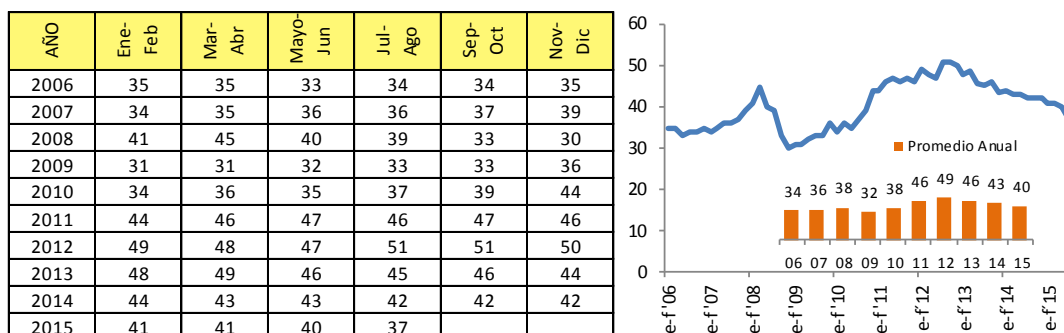 AÑO Ene-Feb Mar-Abr Mayo-Jun Jul-Ago Sep-Oct Nov-Dic
2006 35 35 33 34 34 35
2007 34 35 36 36 37 39
2008 41 45 40 39 33 30
2009 31 31 32 33 33 36
2010 34 36 35 37 39 44
2011 44 46 47 46 47 46
2012 49 48 47 51 51 50
2013 48 49 46 45 46 44
2014 44 43 43 42 42 42
2015 41 41 40 37
60
50
40
30
20
10
0
Promedio Anual
34 36 38 32 38 46 49 46 43 40
06 07 08 09 10 11 12 13 14 15
e-f'06 e-f'07 e-f'08 e-f'09 e-f'10 e-f'11 e-f'12 e-f'13 e-f'14 e-f'15